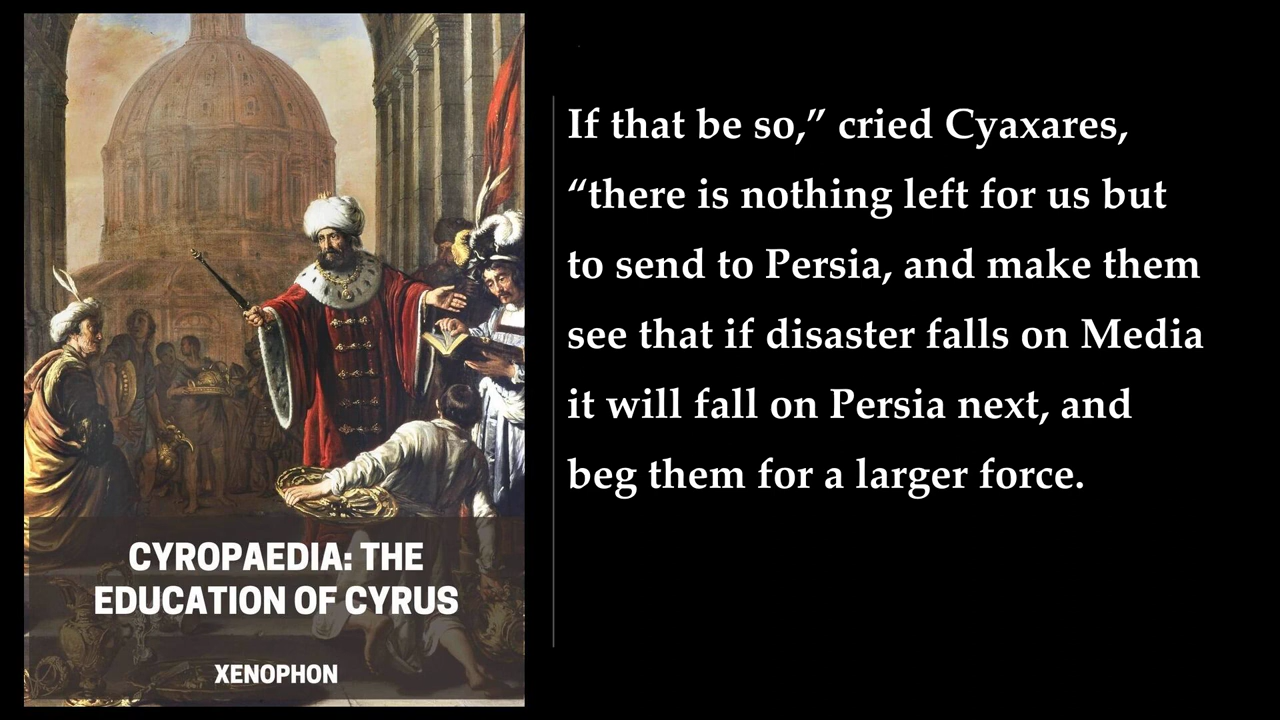 If that be so,” cried Cyaxares,
“there is nothing left for us but
to send to Persia, and make them
see that if disaster falls on Media
it will fall on Persia next, and
beg them for a larger force.
CYROPAEDIA: THE
EDUCATION OF CYRUS
XENOPHON